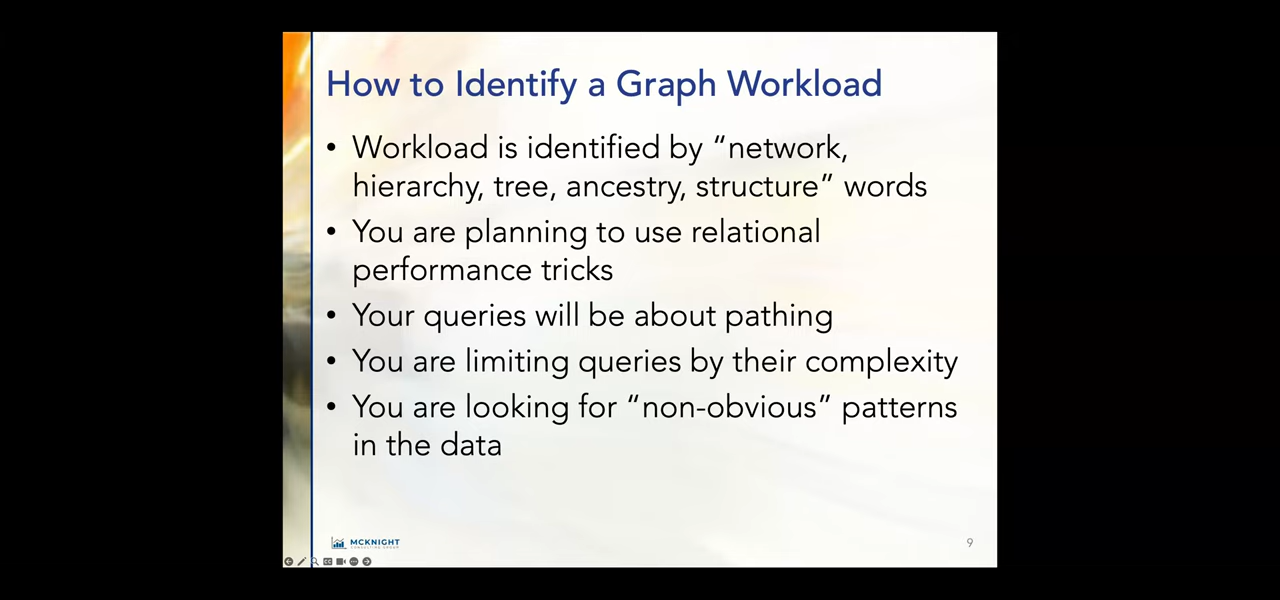 How to Identify a Graph Workload
• Workload is identified by “network,
hierarchy, tree, ancestry, structure” words
• You are planning to use relational
performance tricks
• Your queries will be about pathing
• You are limiting queries by their complexity
• You are looking for “non-obvious” patterns
in the data
MCKNIGHT
CONSULTING GROUP
9